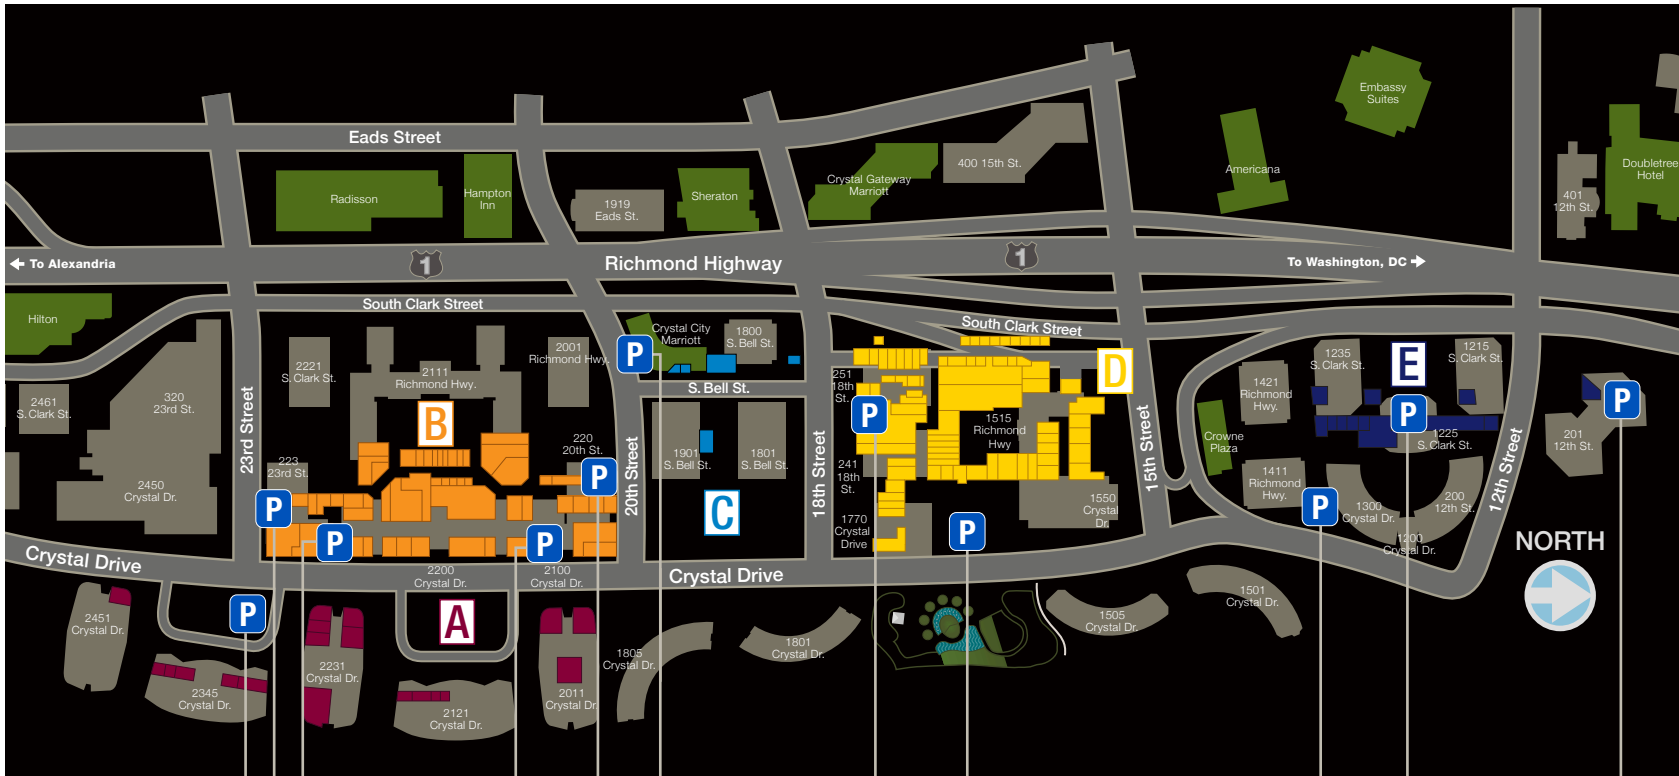 Eads Street
Embassy
Suites
Doubletree
Hotel
Radisson
Hampton
Inn
1919
Eads St.
Sheraton
Crystal Gateway
Marriott
400 15th St.
Americana
401
12th St.
To Alexandria
1
Richmond Highway
1
To Washington, DC
Hilton
South Clark Street
South Clark Street
Crystal City
Marriott
1800
S. Bell St.
S. Bell St.
2461
S. Clark St.
320
23rd St.
2450
Crystal Dr.
23rd Street
2221
S. Clark St.
2111
Richmond Hwy.
2001
Richmond Hwy.
B
223
23rd St.
220
20th St.
20th Street
1901
S. Bell St.
1801
S. Bell St.
C
18th Street
251
18th
St.
241
18th
St.
1770
Crystal
Drive
1515
Richmond
Hwy
D
1550
Crystal
Dr.
15th Street
Crowne
Plaza
1421
Richmond
Hwy.
1411
Richmond
Hwy.
1235
S. Clark St.
E
1215
S. Clark St.
1225
S. Clark St.
1300
Crystal Dr.
200
12th St.
1200
Crystal Dr.
12th Street
201
12th St.
P
P
P
P
P
P
P
P
P
P
P
P
NORTH
Crystal Drive
2200
Crystal Dr.
2100
Crystal Dr.
Crystal Drive
A
2451
Crystal Dr.
2345
Crystal Dr.
2231
Crystal Dr.
2121
Crystal Dr.
2011
Crystal Dr.
1805
Crystal Dr.
1801
Crystal Dr.
1505
Crystal Dr.
1501
Crystal Dr.